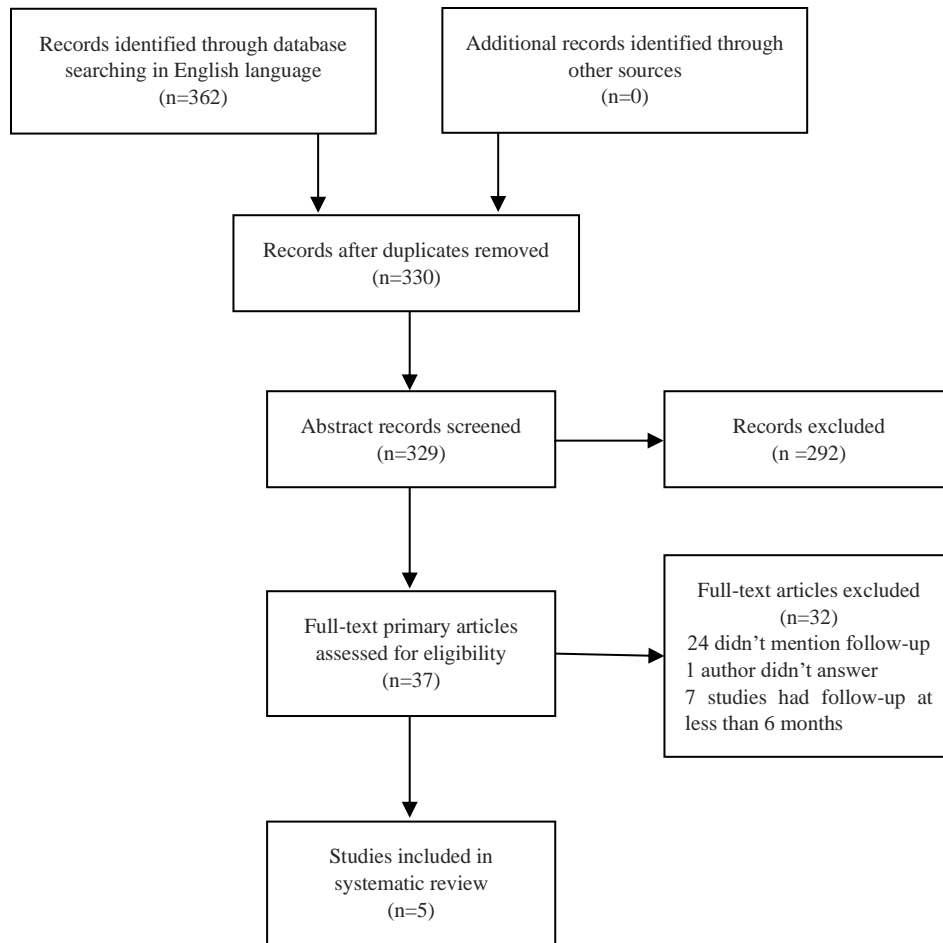 Records identified through database
searching in English language
(n=362)
Additional records identified through
other sources
(n=0)
Records after duplicates removed
(n=330)
Abstract records screened
(n=329)
Records excluded
(n =292)
Full-text primary articles
assessed for eligibility
(n=37)
Full-text articles excluded
(n=32)
24 didn’t mention follow-up
1 author didn’t answer
7 studies had follow-up at
less than 6 months
Studies included in
systematic review
(n=5)